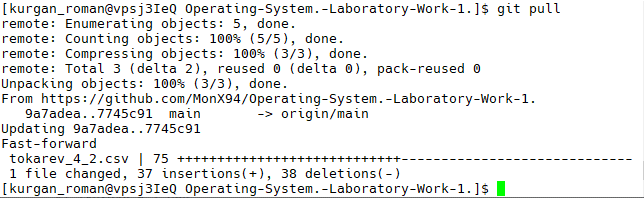 [kurgan_roman@vpsj3IeQ Operating-System.-Laboratory-Work-1.]$ git pull
remote: Enumerating objects: 5, done.
remote: Counting objects: 100% (5/5), done.
remote: Compressing objects: 100% (3/3), done.
remote: Total 3 (delta 2), reused 0 (delta 0), pack-reused 0
Unpacking objects: 100% (3/3), done.
From https://github.com/MonX94/Operating-System.-Laboratory-Work-1.
   9a7adea..7745c91  main       -> origin/main
Updating 9a7adea..7745c91
Fast-forward
 tokarev_4_2.csv | 75 ++++++++++++++++++++++++++++-----------------------------
 1 file changed, 37 insertions(+), 38 deletions(-)
[kurgan_roman@vpsj3IeQ Operating-System.-Laboratory-Work-1.]$